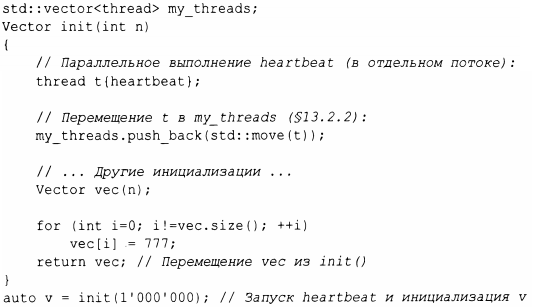 std::vector<thread> my_threads;
Vector init(int n)
{
    // Параллельное выполнение heartbeat (в отдельном потоке):
    thread t{heartbeat};

    // Перемещение t в my_threads (§13.2.2):
    my_threads.push_back(std::move(t));

    // ... Другие инициализации ...
    Vector vec(n);

    for (int i=0; i!=vec.size(); ++i)
        vec[i] = 777;
    return vec; // Перемещение vec из init()
}
auto v = init(1'000'000); // Запуск heartbeat и инициализация v